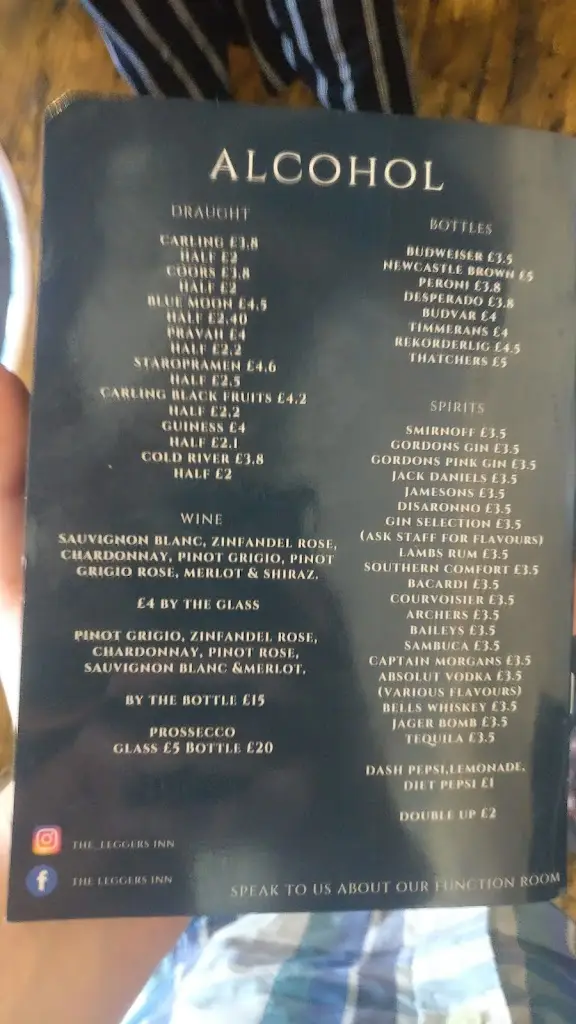 ALCOHOL
DRAUGHT
CARLING £3.8
HALF £2
COORS £3.8
HALF £2
BLUE MOON £4.5
HALF £2.40
PRAVAH £4
HALF £2.2
STAROPRAMEN £4.6
HALF £2.5
CARLING BLACK FRUITS £4.2
HALF £2.2
GUINESS £4
HALF £2.1
COLD RIVER £3.8
HALF £2
WINE
SAUVIGNON BLANC, ZINFANDEL ROSE,
CHARDONNAY, PINOT GRIGIO, PINOT
GRIGIO ROSE, MERLOT & SHIRAZ.
£4 BY THE GLASS
PINOT GRIGIO, ZINFANDEL ROSE,
CHARDONNAY, PINOT ROSE,
SAUVIGNON BLANC &MERLOT.
BY THE BOTTLE £15
PROSSECCO
GLASS £5 BOTTLE £20
BOTTLES
BUDWEISER £3.5
NEWCASTLE BROWN £5
PERONI £3.8
DESPERADO £3.8
BUDVAR £4
TIMMERANS £4
REKORDERLIG £4.5
THATCHERS £5
SPIRITS
SMIRNOFF £3.5
GORDONS GIN £3.5
GORDONS PINK GIN £3.5
JACK DANIELS £3.5
JAMESONS £3.5
DISARONNO £3.5
GIN SELECTION £3.5
(ASK STAFF FOR FLAVOURS)
LAMBS RUM £3.5
SOUTHERN COMFORT £3.5
BACARDI £3.5
COURVOISIER £3.5
ARCHERS £3.5
BAILEYS £3.5
SAMBUCA £3.5
CAPTAIN MORGANS £3.5
ABSOLUT VODKA £3.5
(VARIOUS FLAVOURS)
BELLS WHISKEY £3.5
JAGER BOMB £3.5
TEQUILA £3.5
DASH PEPSI,LEMONADE,
DIET PEPSI £1
DOUBLE UP £2
THE_LEGGERS INN
THE LEGGERS INN
SPEAK TO US ABOUT OUR FUNCTION ROOM